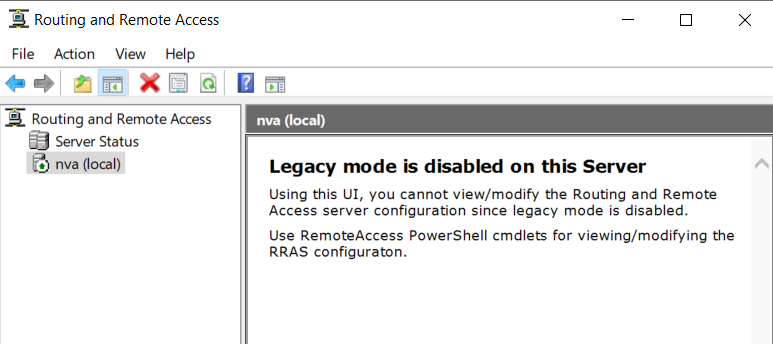 Routing and Remote Access
File Action View Help
Routing and Remote Access
Server Status
nva (local)
nva (local)
Legacy mode is disabled on this Server
Using this UI, you cannot view/modify the Routing and Remote
Access server configuration since legacy mode is disabled.
Use RemoteAccess PowerShell cmdlets for viewing/modifying the
RRAS configuraton.